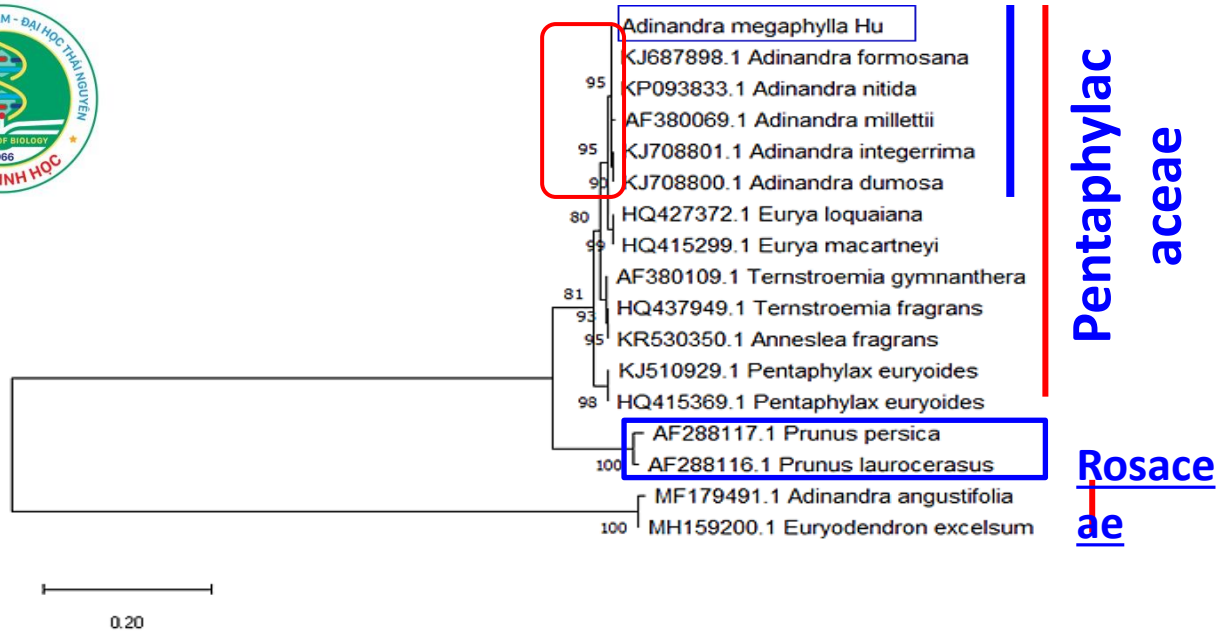 M - ĐẠI HỌC THÁI NGUYÊN
OF BIOLOGY
966
INH HỌC
Adinandra megaphylla Hu
KJ687898.1 Adinandra formosana
95
KP093833.1 Adinandra nitida
AF380069.1 Adinandra millettii
95
KJ708801.1 Adinandra integerrima
90
KJ708800.1 Adinandra dumosa
80
HQ427372.1 Eurya loquaiana
99
HQ415299.1 Eurya macartneyi
AF380109.1 Ternstroemia gymnanthera
81
93
HQ437949.1 Ternstroemia fragrans
95
KR530350.1 Anneslea fragrans
KJ510929.1 Pentaphylax euryoides
98
HQ415369.1 Pentaphylax euryoides
AF288117.1 Prunus persica
100
AF288116.1 Prunus laurocerasus
MF179491.1 Adinandra angustifolia
100
MH159200.1 Euryodendron excelsum
0.20
Pentaphylac
aceae
Rosace
ae